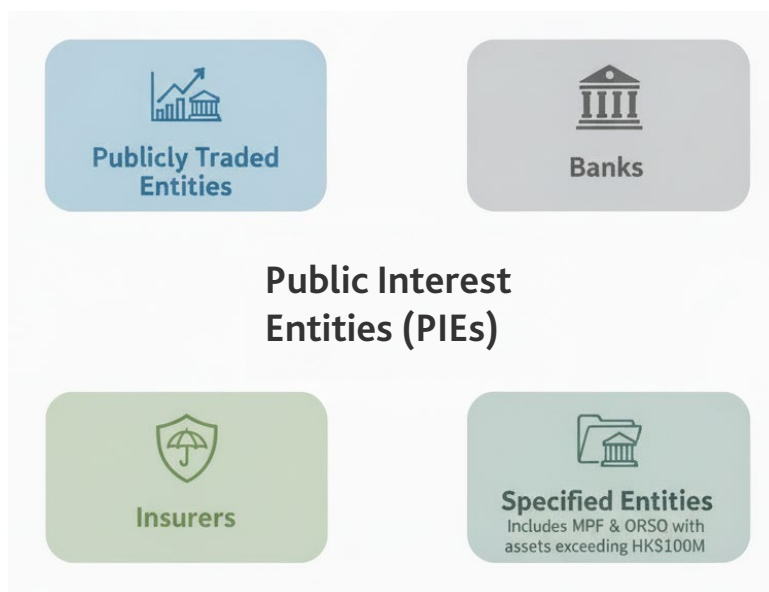 Publicly Traded
Entities
Banks
Public Interest
Entities (PIEs)
Insurers
Specified Entities
Includes MPF & ORSO with
assets exceeding HK$100M